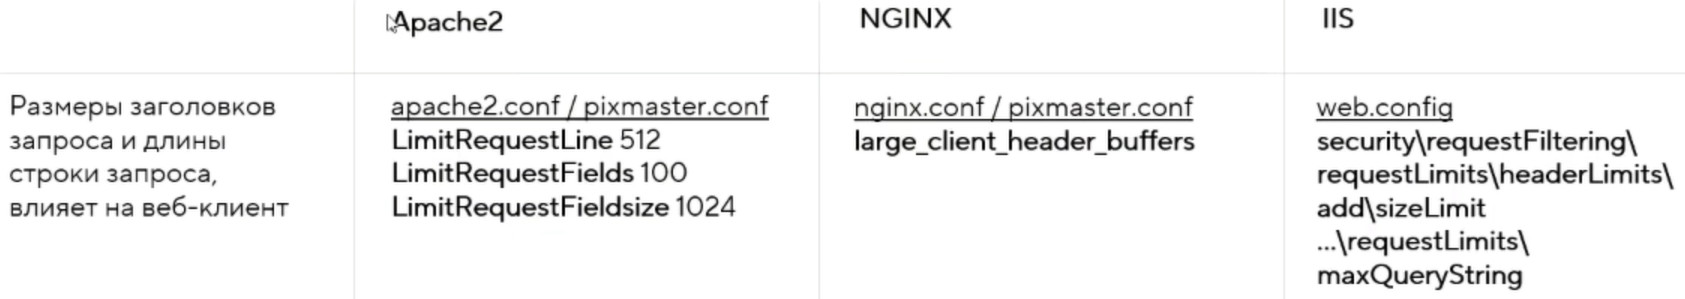 Apache2
NGINX
IIS
Размеры заголовков
запроса и длины
строки запроса,
влияет на веб-клиент
apache2.conf / pixmaster.conf
LimitRequestLine 512
LimitRequestFields 100
LimitRequestFieldsize 1024
nginx.conf / pixmaster.conf
large_client_header_buffers
web.config
security\requestFiltering\
requestLimits\headerLimits\
add\sizeLimit
...\requestLimits\
maxQueryString